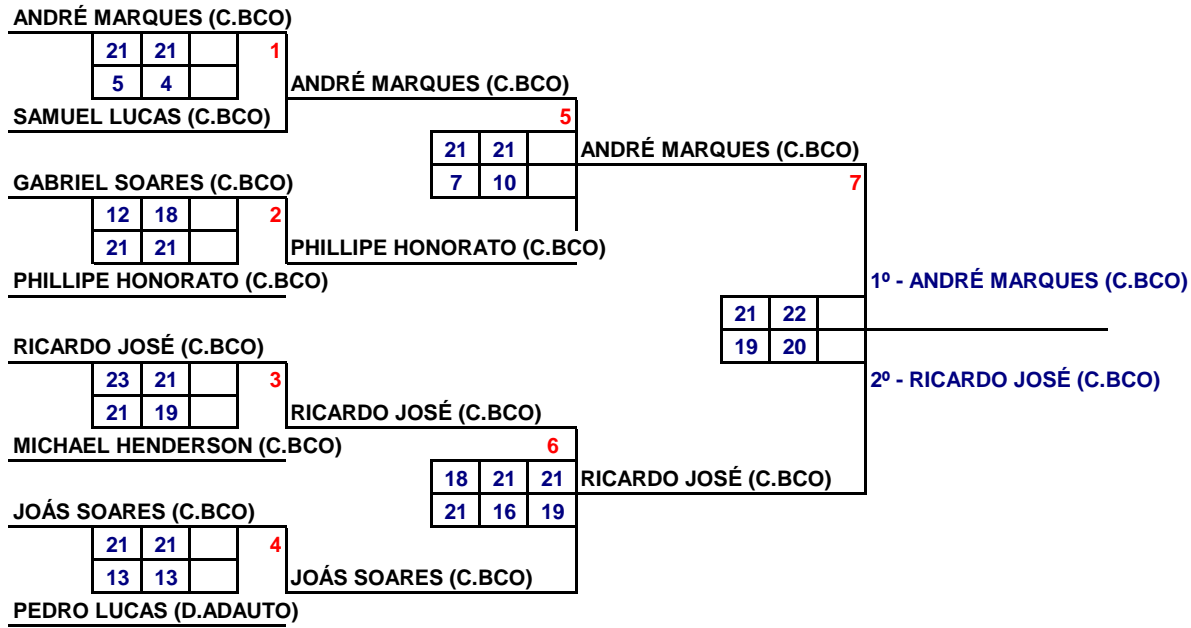 ANDRÉ MARQUES (C.BCO)
21 21 1
5 4 ANDRÉ MARQUES (C.BCO)
SAMUEL LUCAS (C.BCO) 5
21 21 ANDRÉ MARQUES (C.BCO)
GABRIEL SOARES (C.BCO) 7 10 7
12 18 2
21 21 PHILLIPE HONORATO (C.BCO)
PHILLIPE HONORATO (C.BCO) 1º - ANDRÉ MARQUES (C.BCO)
21 22
RICARDO JOSÉ (C.BCO) 19 20
23 21 3 2º - RICARDO JOSÉ (C.BCO)
21 19 RICARDO JOSÉ (C.BCO)
MICHAEL HENDERSON (C.BCO) 6
18 21 21 RICARDO JOSÉ (C.BCO)
JOÁS SOARES (C.BCO) 21 16 19
21 21 4
13 13 JOÁS SOARES (C.BCO)
PEDRO LUCAS (D.ADAUTO)